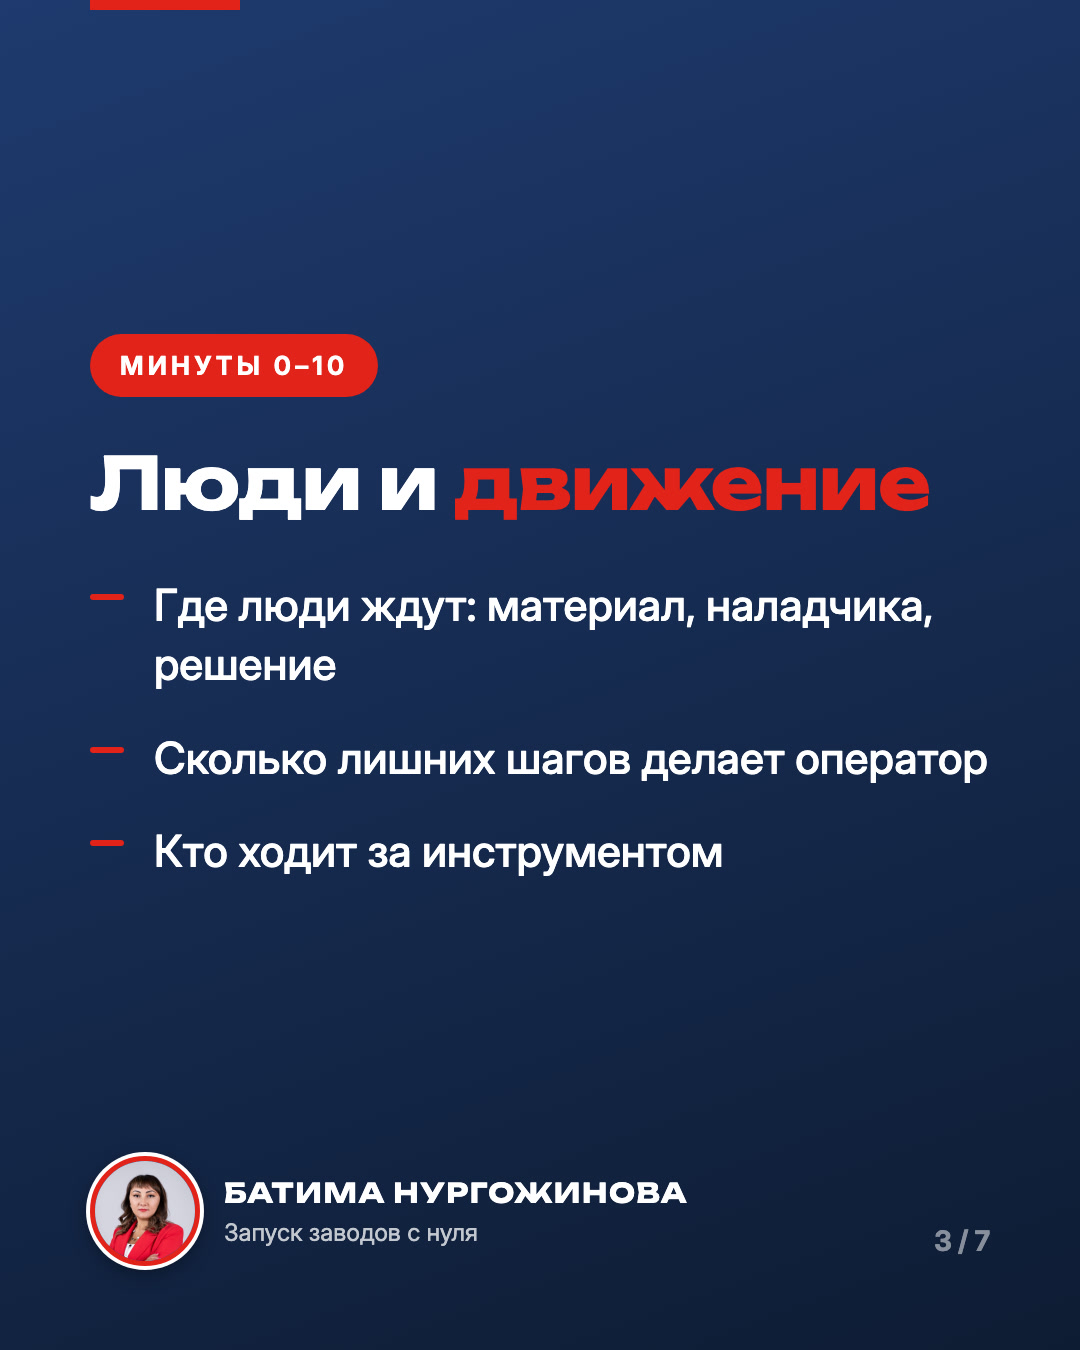 МИНУТЫ 0–10
Люди и движение
Где люди ждут: материал, наладчика,
решение
Сколько лишних шагов делает оператор
Кто ходит за инструментом
БАТИМА НУРГОЖИНОВА
Запуск заводов с нуля
3 / 7